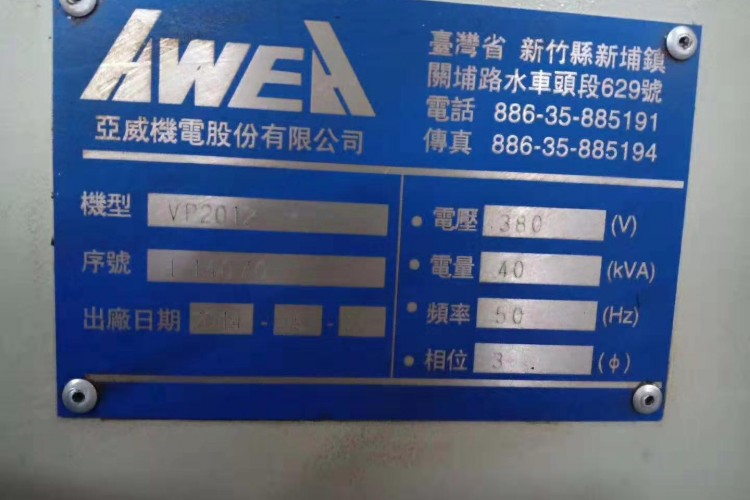 AWEA
亞威機電股份有限公司
臺灣省 新竹縣新埔鎮
關埔路水車頭段629號
電話 886-35-885191
傳真 886-35-885194
機型 VP2012
序號
出廠日期 2014 - -
• 電壓 380 (V)
• 電量 40 (kVA)
• 頻率 50 (Hz)
• 相位 3 (φ)